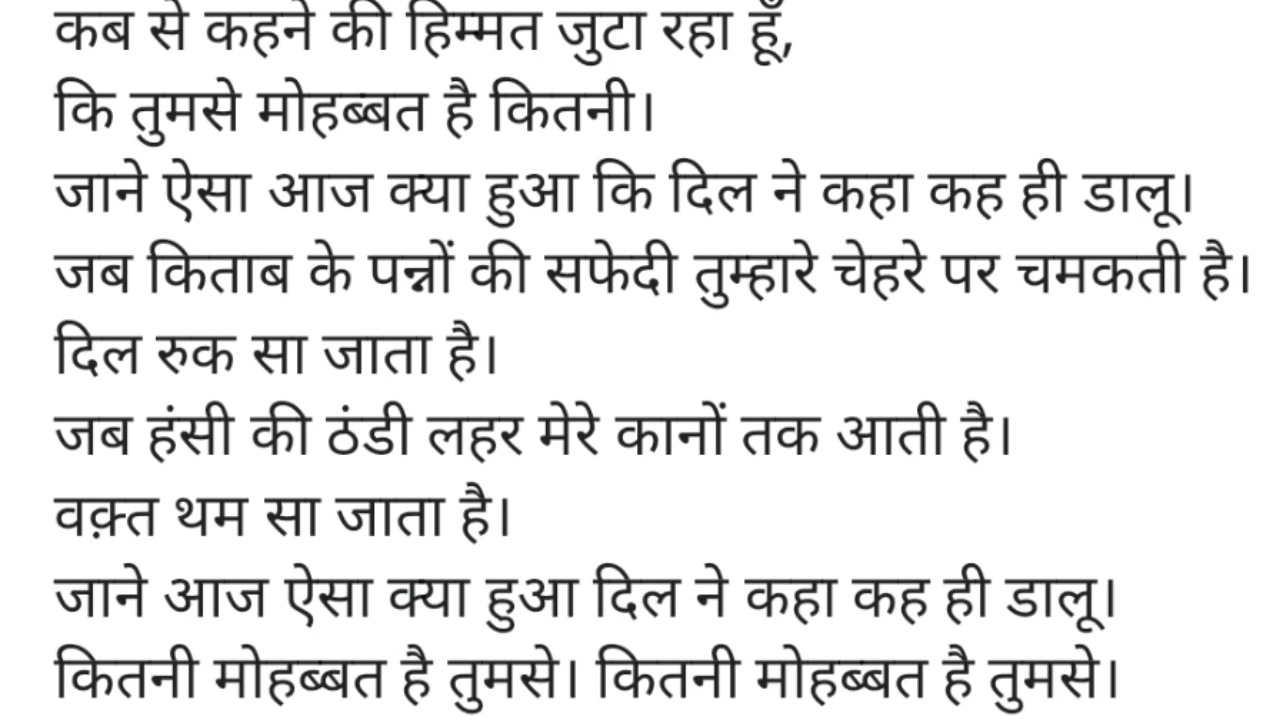 कब से कहने की हिम्मत जुटा रहा हूँ,
कि तुमसे मोहब्बत है कितनी।
जाने ऐसा आज क्या हुआ कि दिल ने कहा कह ही डालू।
जब किताब के पन्नों की सफेदी तुम्हारे चेहरे पर चमकती है।
दिल रुक सा जाता है।
जब हंसी की ठंडी लहर मेरे कानों तक आती है।
वक़्त थम सा जाता है।
जाने आज ऐसा क्या हुआ दिल ने कहा कह ही डालू।
कितनी मोहब्बत है तुमसे। कितनी मोहब्बत है तुमसे।